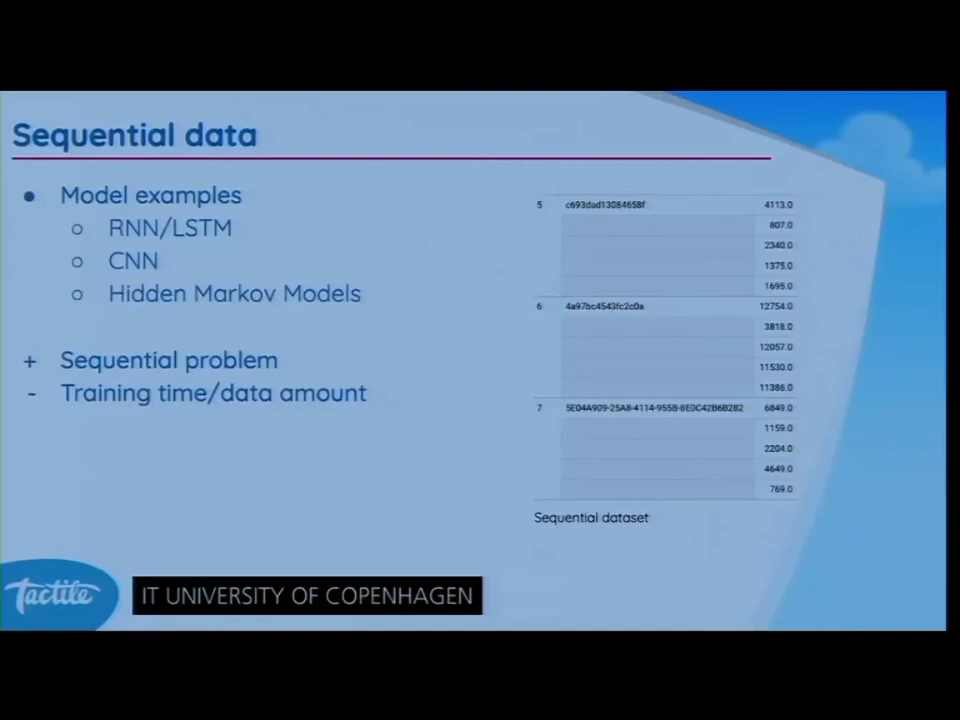 Sequential data
● Model examples
○ RNN/LSTM
○ CNN
○ Hidden Markov Models
+ Sequential problem
- Training time/data amount
5 c693dad13084658f 4113.0
807.0
2340.0
1375.0
1695.0
6 4a97bc4543fc2c0a 12754.0
3818.0
12057.0
11530.0
11386.0
7 5E04A909-25A8-4114-955B-8E0C42B6B282 6849.0
1159.0
2204.0
4649.0
769.0
Sequential dataset
Tactile
IT UNIVERSITY OF COPENHAGEN